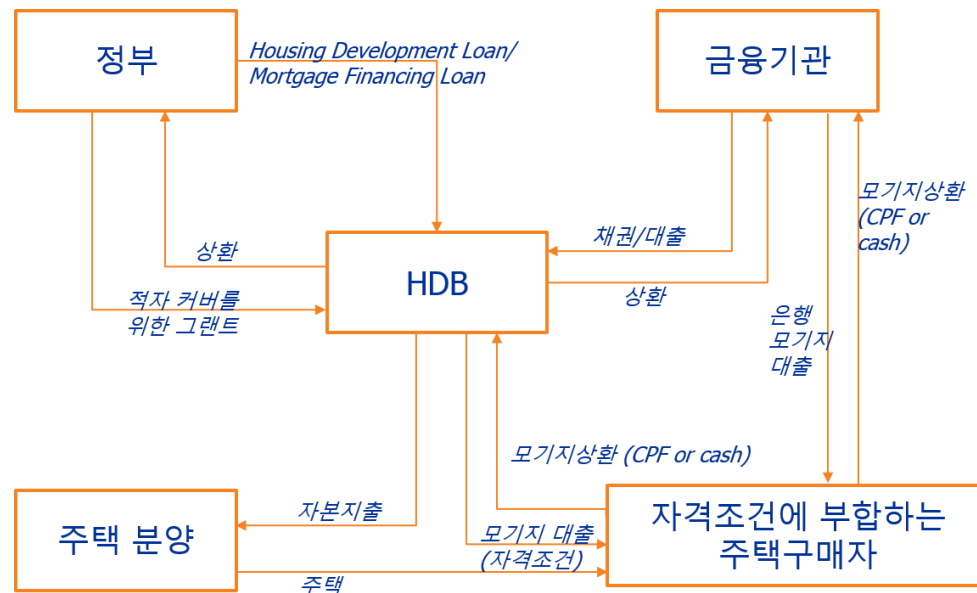 정부
Housing Development Loan/
Mortgage Financing Loan
금융기관
모기지상환
(CPF or
cash)
채권/대출
상환
HDB
상환
적자 커버를
위한 그랜트
은행
모기지
대출
모기지상환 (CPF or cash)
자본지출
주택 분양
모기지 대출
(자격조건)
자격조건에 부합하는
주택구매자
주택